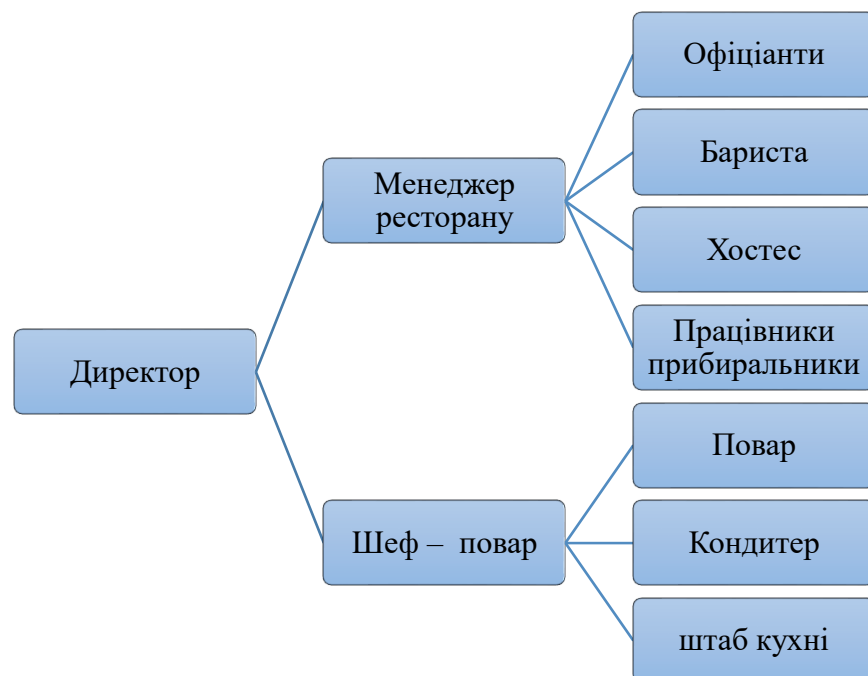 Офіціанти
Бариста
Менеджер
ресторану
Хостес
Працівники
прибиральники
Директор
Повар
Шеф – повар
Кондитер
штаб кухні